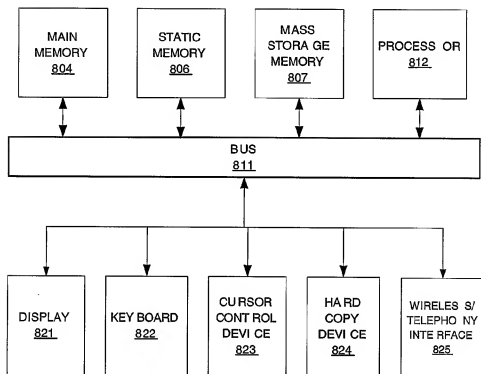 MAIN
MEMORY
804
STATIC
MEMORY
806
MASS
STORA GE
MEMORY
807
PROCESS OR
812
BUS
811
DISPLAY
821
KEY BOARD
822
CURSOR
CONT ROL
DEVI CE
823
HA RD
COPY
DEVI CE
824
WIRELES S/
TELEPHO NY
INTE RFACE
825